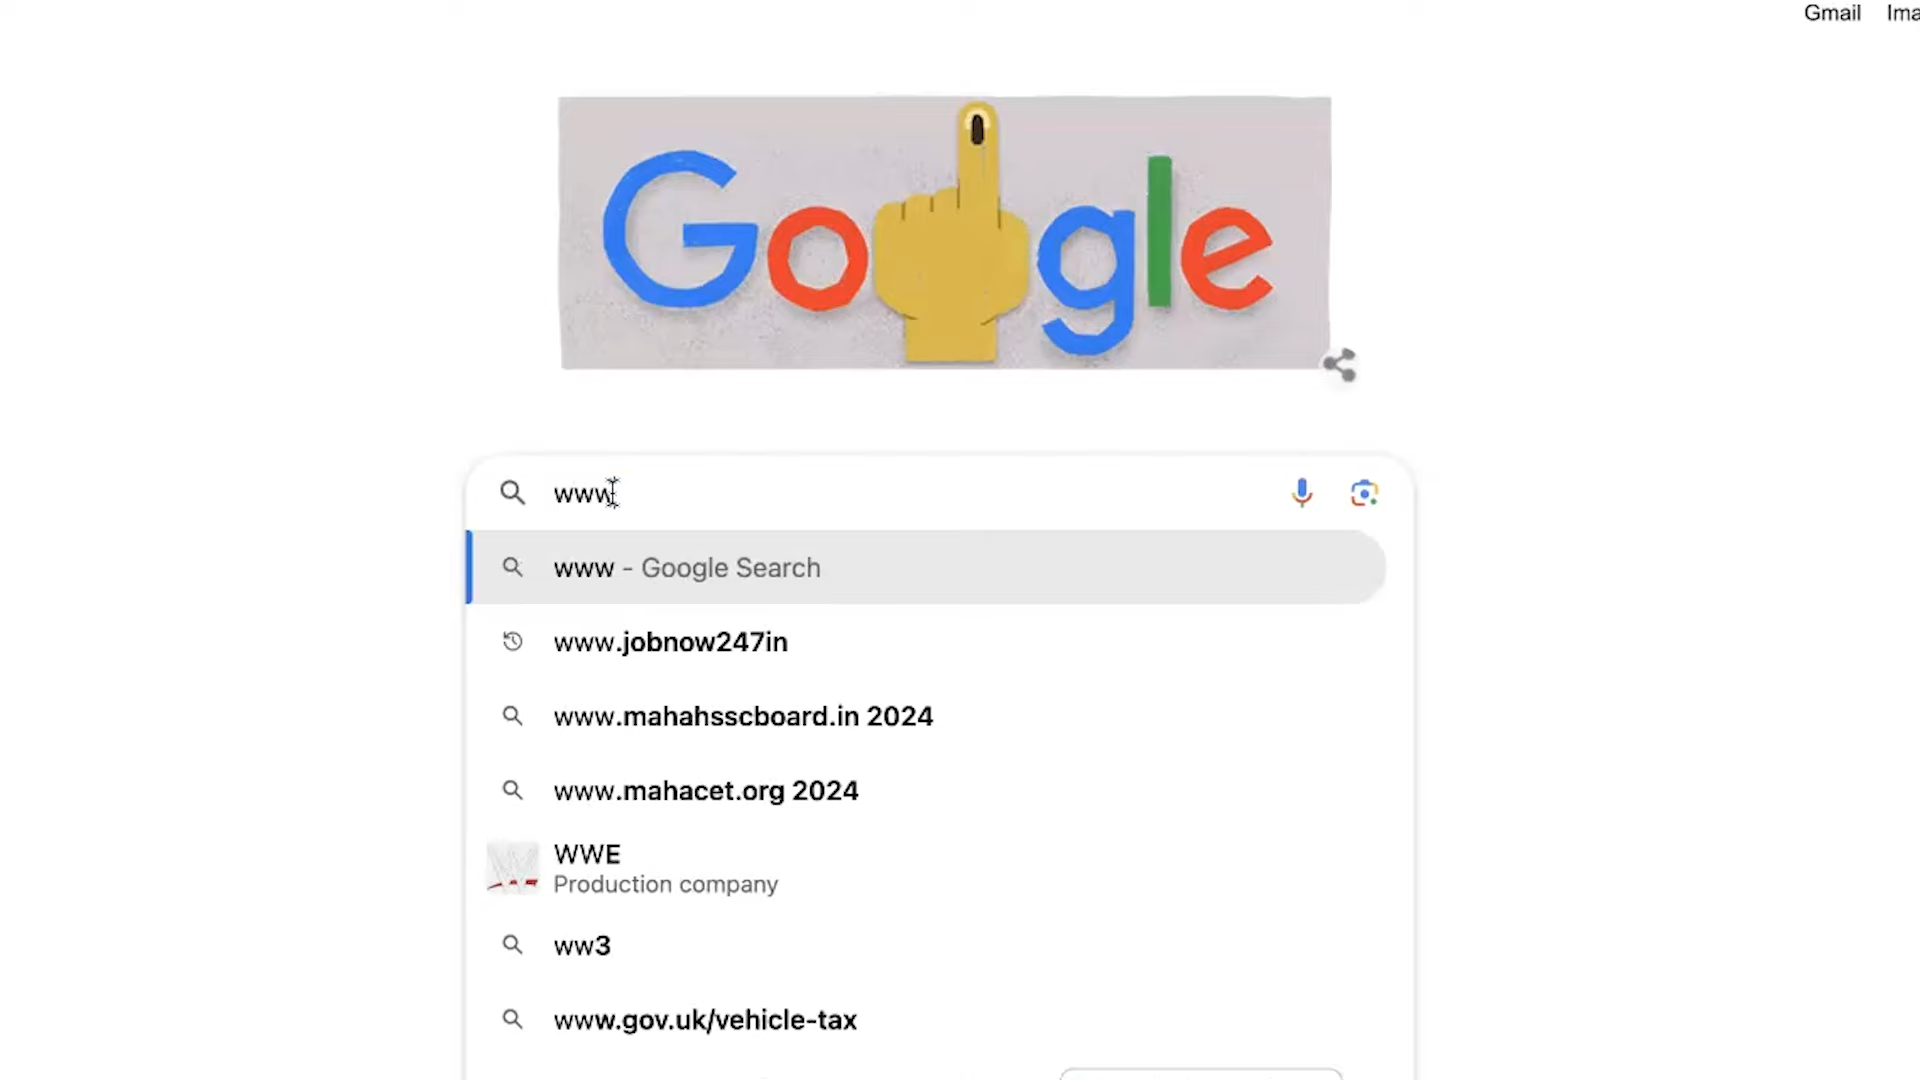 Gmail Ima
Google
www
www - Google Search
www.jobnow247in
www.mahahsscboard.in 2024
www.mahacet.org 2024
WWE
Production company
ww3
www.gov.uk/vehicle-tax